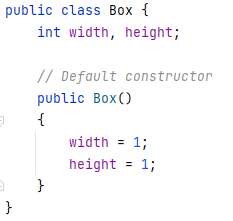 public class Box {
    int width, height;

    // Default constructor
    public Box()
    {
        width = 1;
        height = 1;
    }
}